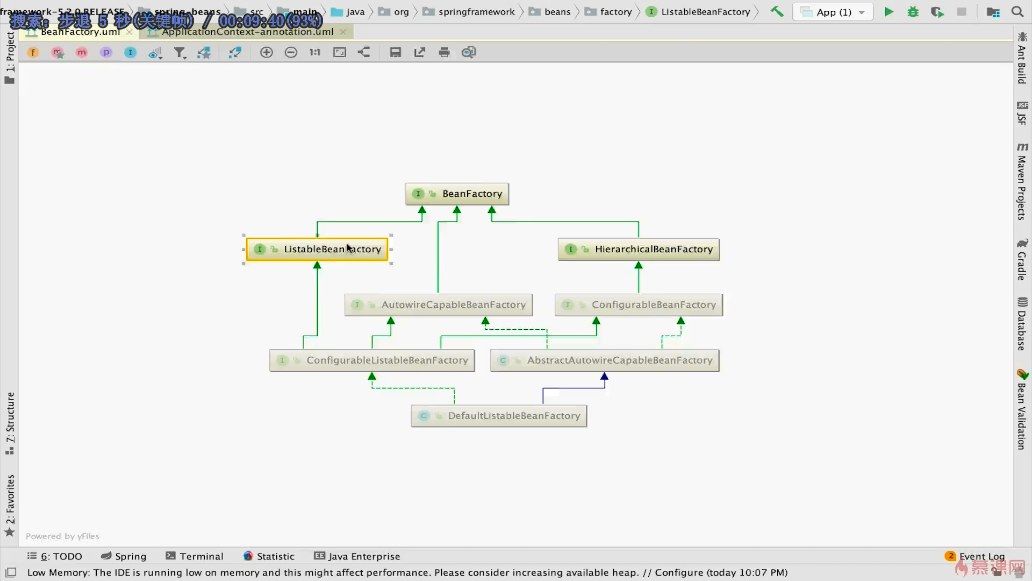 framework-5.2.0.RELEASE spring-beans src main java org springframework beans factory ListableBeanFactory App (1)
搜索: 步退 5 秒(关键帧) / 00:09:40(93%)
BeanFactory.uml ApplicationContext-annotation.uml
1:1
1: Project
Ant Build
JSF
Maven Projects
Gradle
Database
Bean Validation
BeanFactory
ListableBeanFactory HierarchicalBeanFactory
AutowireCapableBeanFactory ConfigurableBeanFactory
ConfigurableListableBeanFactory AbstractAutowireCapableBeanFactory
DefaultListableBeanFactory
7: Structure
2: Favorites
Powered by yFiles
6: TODO Spring Terminal Statistic Java Enterprise 2 Event Log
Low Memory: The IDE is running low on memory and this might affect performance. Please consider increasing available heap. // Configure (today 10:07 PM)
慕课网